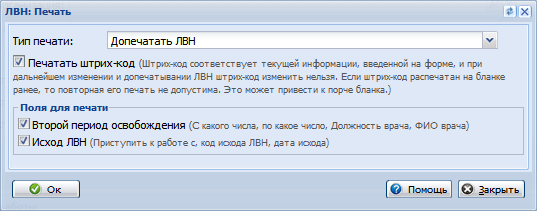 ЛВН: Печать
Тип печати: Допечатать ЛВН
Печатать штрих-код (Штрих-код соответствует текущей информации, введенной на форме, и при
дальнейшем изменении и допечатывании ЛВН штрих-код изменить нельзя. Если штрих-код распечатан на бланке
ранее, то повторная его печать не допустима. Это может привести к порче бланка.)
Поля для печати
Второй период освобождения (С какого числа, по какое число, Должность врача, ФИО врача)
Исход ЛВН (Приступить к работе с, код исхода ЛВН, дата исхода)
Ок Помощь Закрыть